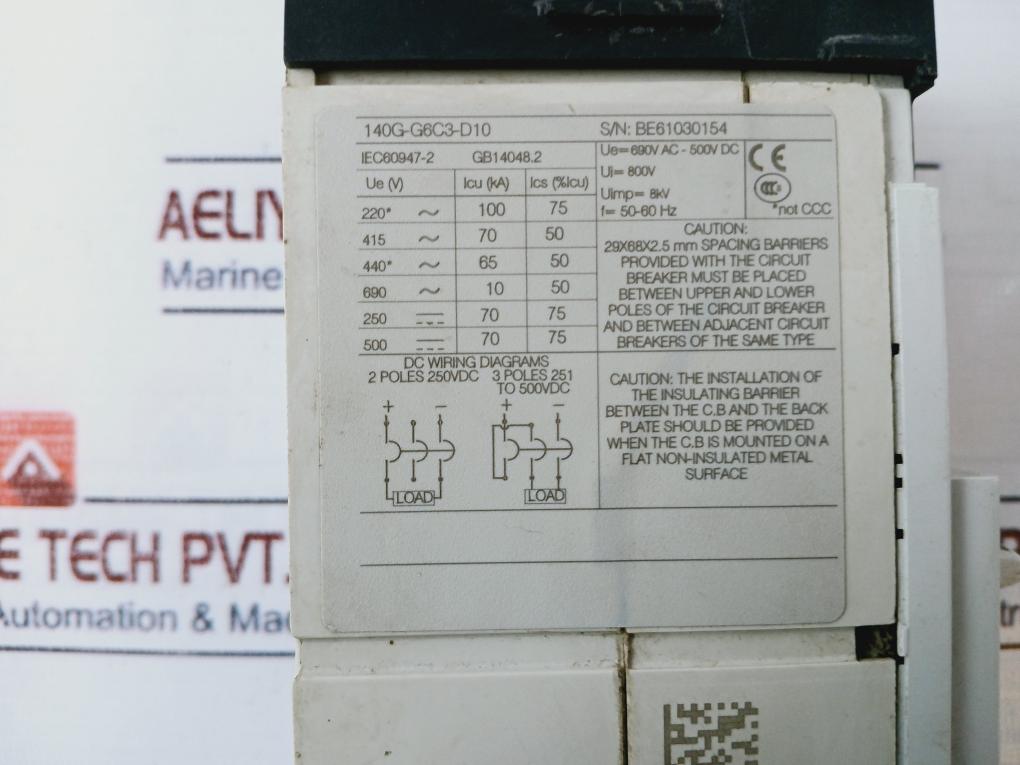 140G-G6C3-D10 S/N: BE61030154
IEC60947-2 GB14048.2
Ue (V) Icu (kA) Ics (%Icu)
220* ~ 100 75
415 ~ 70 50
440* ~ 65 50
690 ~ 10 50
250 70 75
500 70 75
Ue= 690V AC - 500V DC
Ui= 800V
Uimp= 8kV
f= 50-60 Hz
CE
CCC
*not CCC
CAUTION:
29X68X2.5 mm SPACING BARRIERS
PROVIDED WITH THE CIRCUIT
BREAKER MUST BE PLACED
BETWEEN UPPER AND LOWER
POLES OF THE CIRCUIT BREAKER
AND BETWEEN ADJACENT CIRCUIT
BREAKERS OF THE SAME TYPE
DC WIRING DIAGRAMS
2 POLES 250VDC 3 POLES 251
TO 500VDC
+ - + -
LOAD LOAD
CAUTION: THE INSTALLATION OF
THE INSULATING BARRIER
BETWEEN THE C.B AND THE BACK
PLATE SHOULD BE PROVIDED
WHEN THE C.B IS MOUNTED ON A
FLAT NON-INSULATED METAL
SURFACE
AELIY
Marine
E TECH PVT.
Automation & Ma